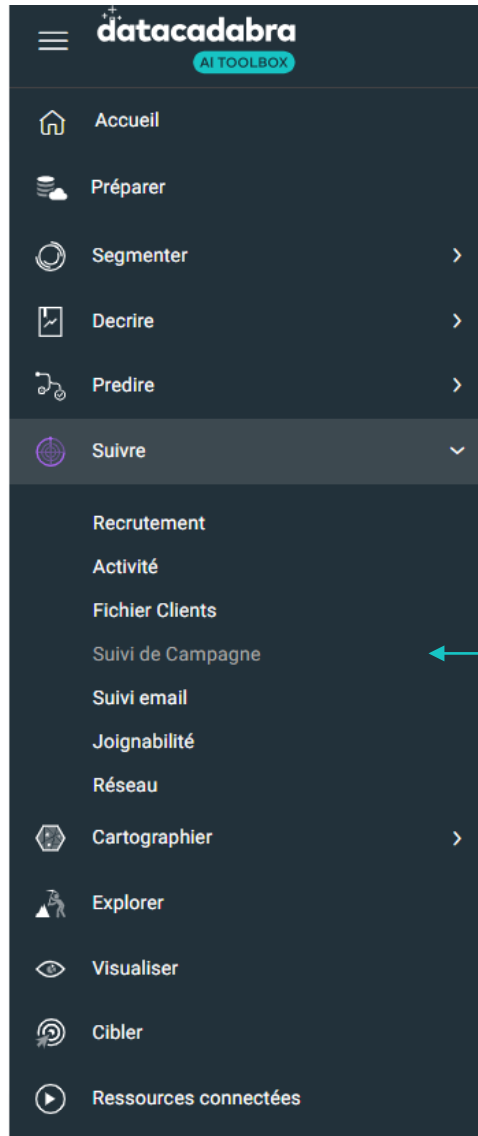 datacadabra
AI TOOLBOX
Accueil
Préparer
Segmenter
Decrire
Predire
Suivre
Recrutement
Activité
Fichier Clients
Suivi de Campagne
Suivi email
Joignabilité
Réseau
Cartographier
Explorer
Visualiser
Cibler
Ressources connectées